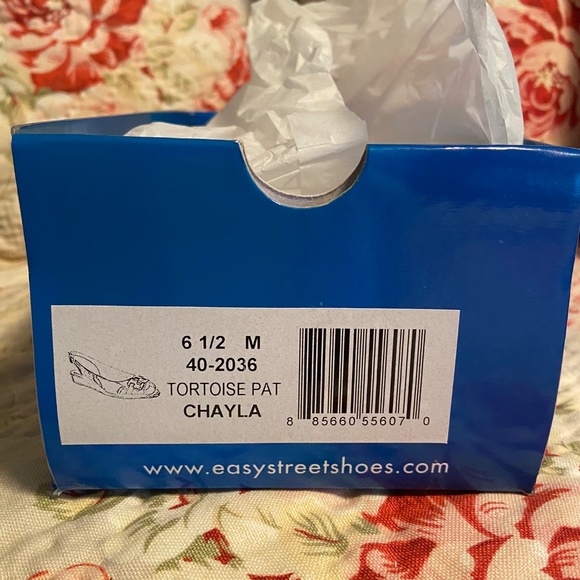 6 1/2 M
40-2036
TORTOISE PAT
CHAYLA
8 85660 55607 0
www.easystreetshoes.com